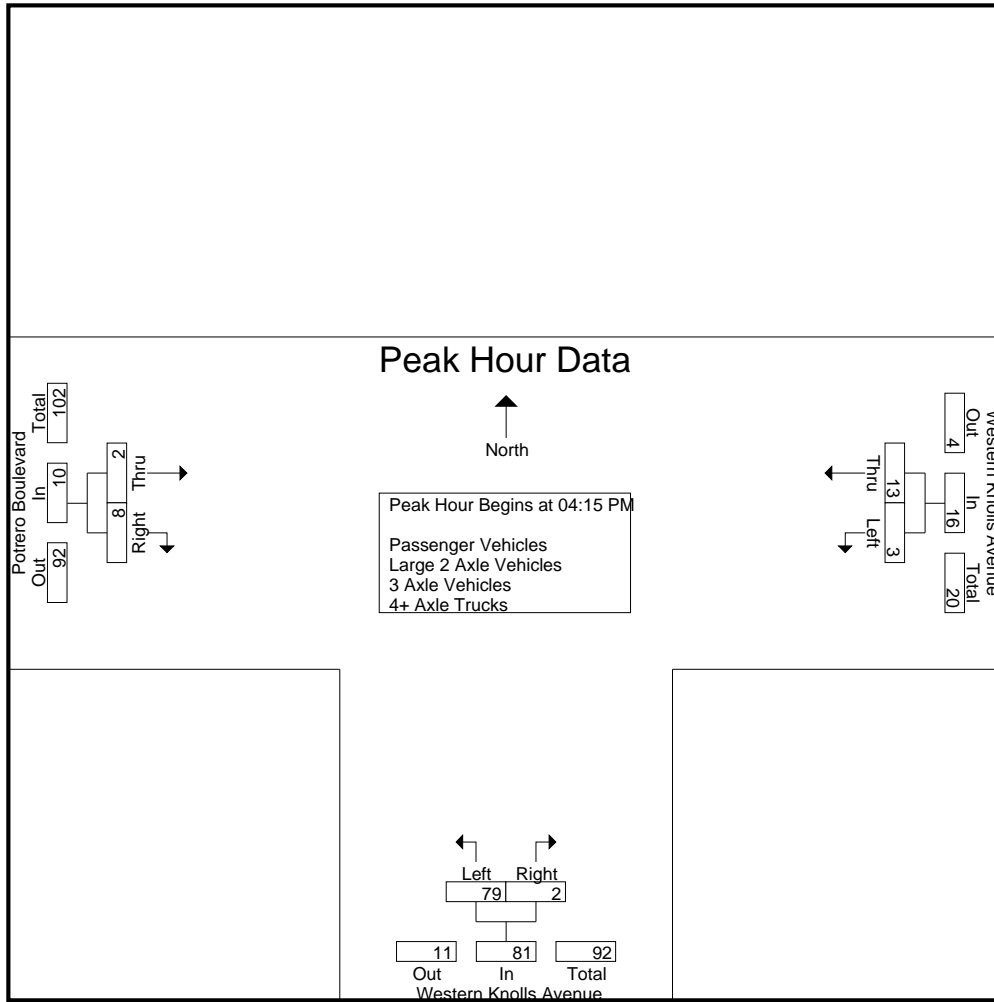 Peak Hour Data
North
Peak Hour Begins at 04:15 PM
Passenger Vehicles
Large 2 Axle Vehicles
3 Axle Vehicles
4+ Axle Trucks
Potrero Boulevard
Out In Total
92 10 102
Right Thru
8 2
Western Knolls Avenue
Out In Total
4 16 20
Thru Left
13 3
Left Right
79 2
11 81 92
Out In Total
Western Knolls Avenue